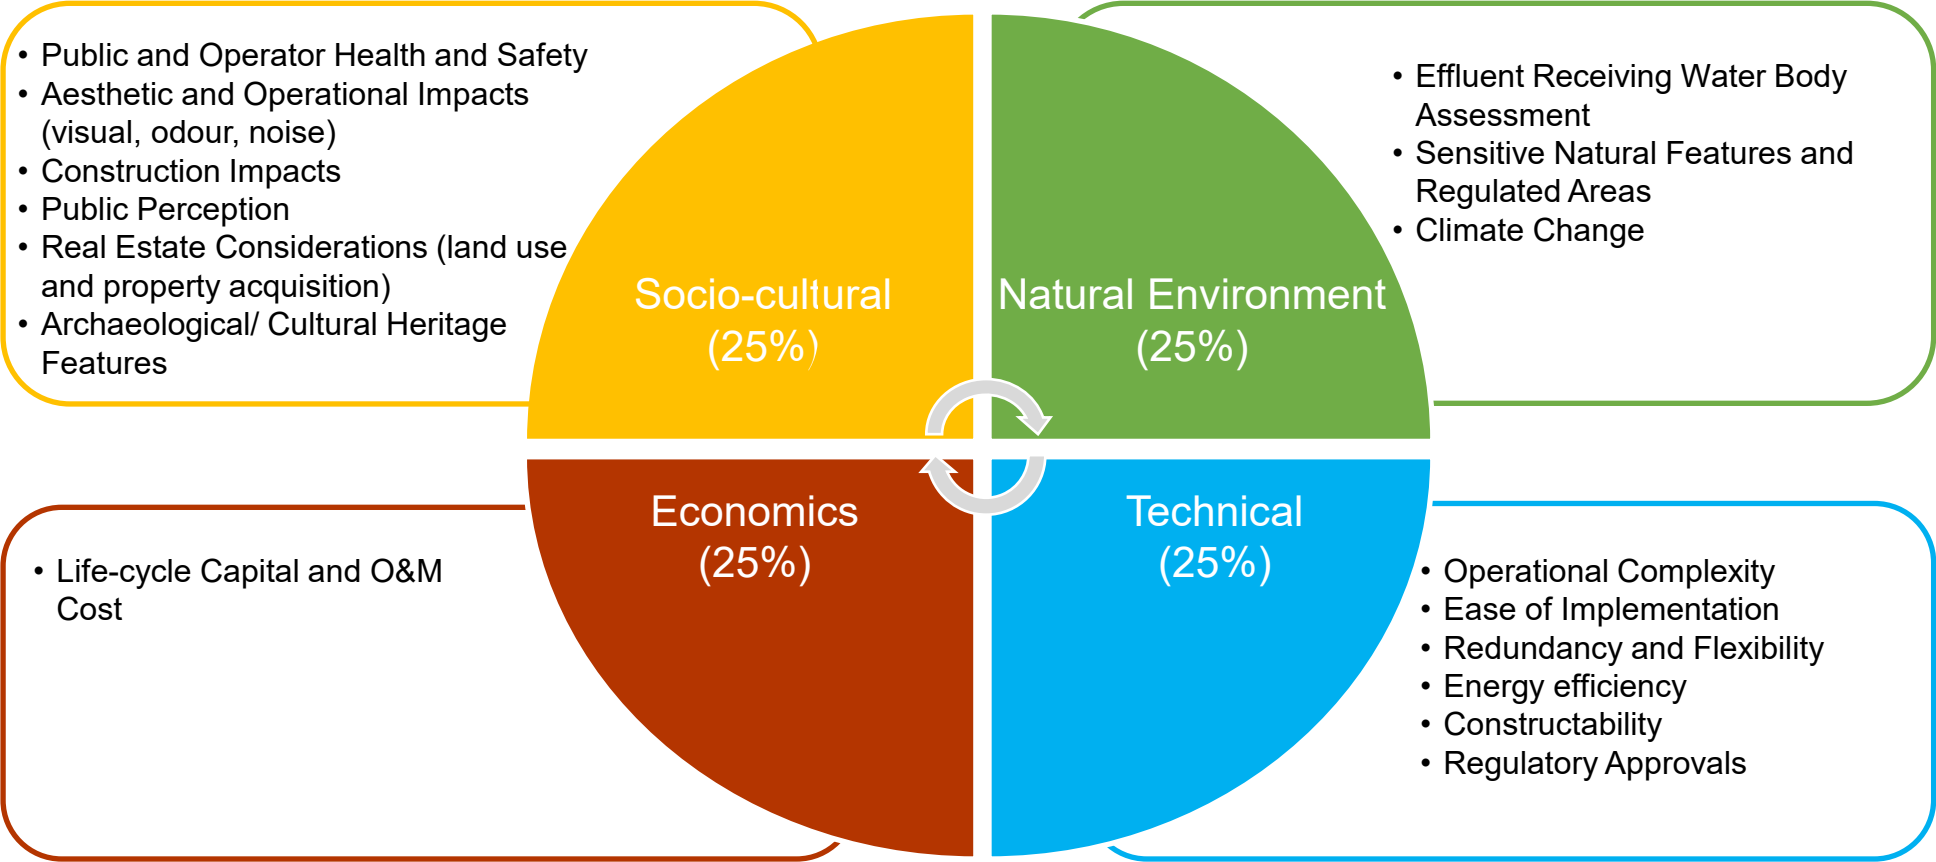 • Public and Operator Health and Safety
• Aesthetic and Operational Impacts
(visual, odour, noise)
• Construction Impacts
• Public Perception
• Real Estate Considerations (land use
and property acquisition)
• Archaeological/ Cultural Heritage
Features
Socio-cultural
(25%)
Natural Environment
(25%)
• Effluent Receiving Water Body
Assessment
• Sensitive Natural Features and
Regulated Areas
• Climate Change
• Life-cycle Capital and O&M
Cost
Economics
(25%)
Technical
(25%)
• Operational Complexity
• Ease of Implementation
• Redundancy and Flexibility
• Energy efficiency
• Constructability
• Regulatory Approvals